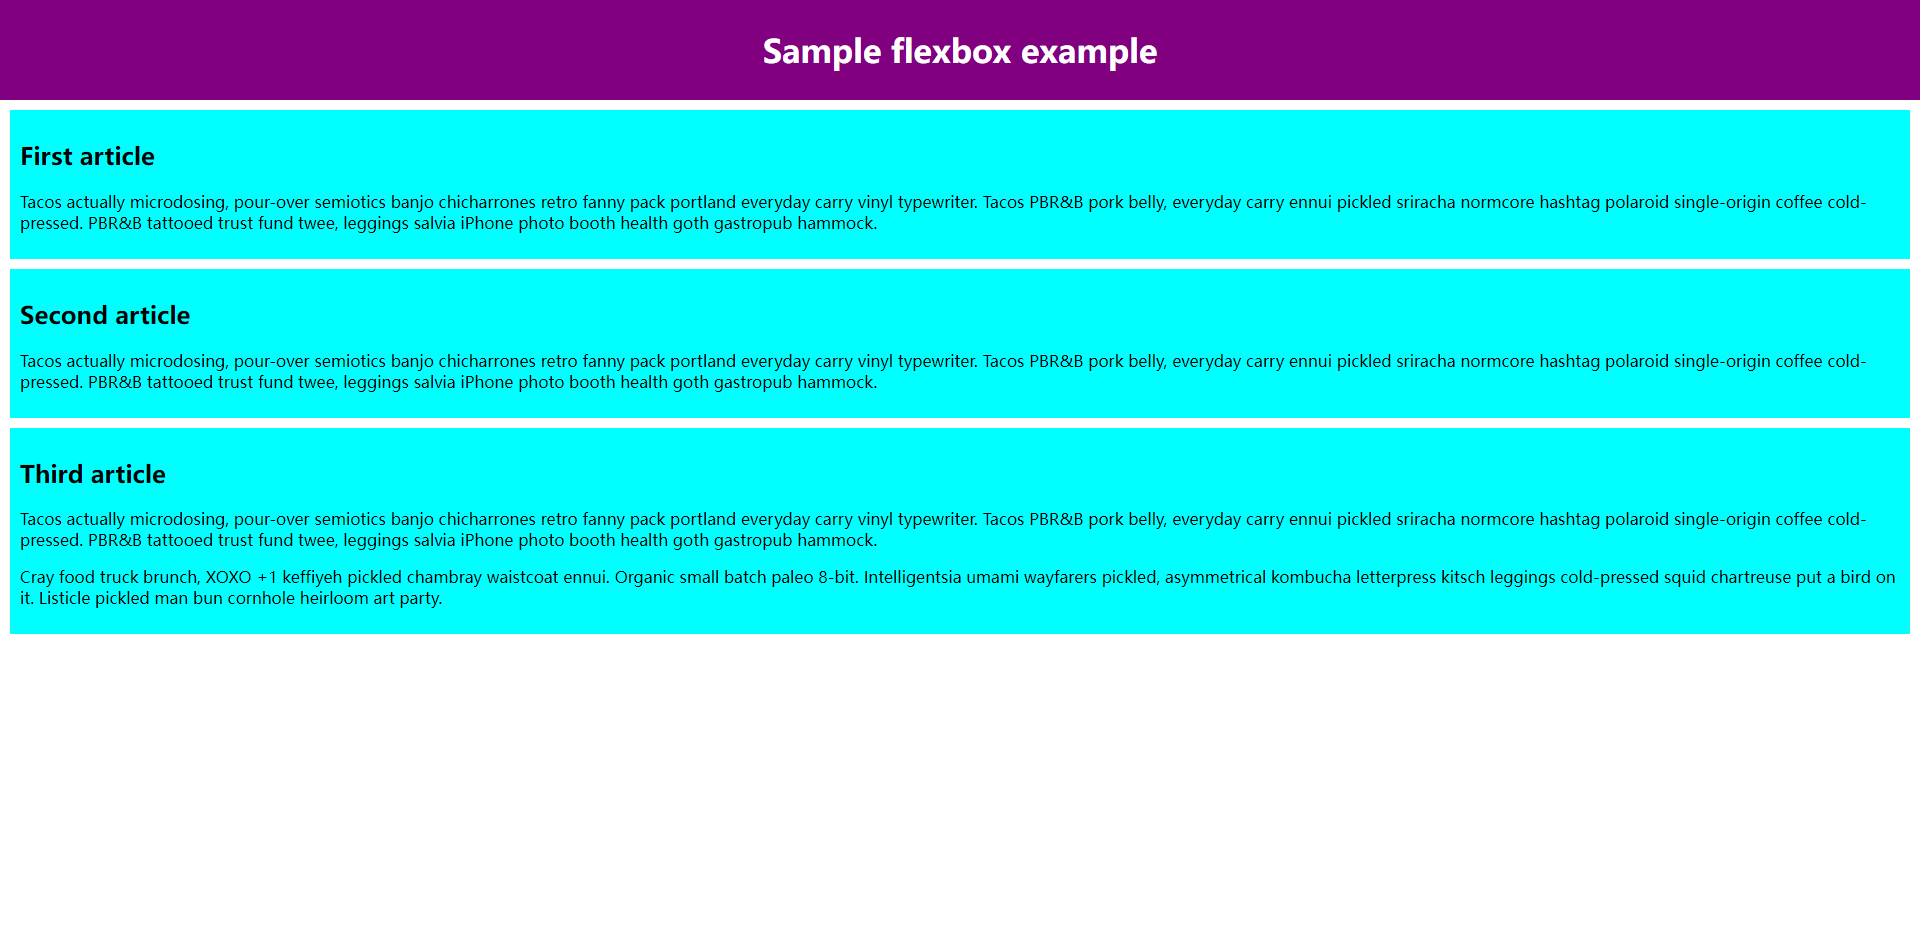 Sample flexbox example
First article
Tacos actually microdosing, pour-over semiotics banjo chicharrones retro fanny pack portland everyday carry vinyl typewriter. Tacos PBR&B pork belly, everyday carry ennui pickled sriracha normcore hashtag polaroid single-origin coffee cold-
pressed. PBR&B tattooed trust fund twee, leggings salvia iPhone photo booth health goth gastropub hammock.
Second article
Tacos actually microdosing, pour-over semiotics banjo chicharrones retro fanny pack portland everyday carry vinyl typewriter. Tacos PBR&B pork belly, everyday carry ennui pickled sriracha normcore hashtag polaroid single-origin coffee cold-
pressed. PBR&B tattooed trust fund twee, leggings salvia iPhone photo booth health goth gastropub hammock.
Third article
Tacos actually microdosing, pour-over semiotics banjo chicharrones retro fanny pack portland everyday carry vinyl typewriter. Tacos PBR&B pork belly, everyday carry ennui pickled sriracha normcore hashtag polaroid single-origin coffee cold-
pressed. PBR&B tattooed trust fund twee, leggings salvia iPhone photo booth health goth gastropub hammock.
Cray food truck brunch, XOXO +1 keffiyeh pickled chambray waistcoat ennui. Organic small batch paleo 8-bit. Intelligentsia umami wayfarers pickled, asymmetrical kombucha letterpress kitsch leggings cold-pressed squid chartreuse put a bird on
it. Listicle pickled man bun cornhole heirloom art party.